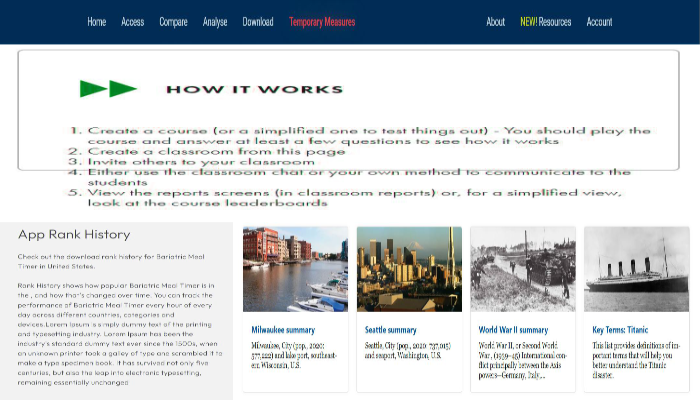 Home Access Compare Analyse Download Temporary Measures About NEW! Resources Account
HOW IT WORKS
1. Create a course (or a simplified one to test things out) - You should play the
course and answer at least a few questions to see how it works
2. Create a classroom from this page
3. Invite others to your classroom
4. Either use the classroom chat or your own method to communicate to the
students
5. View the reports screens (in classroom reports) or, for a simplified view,
look at the course leaderboards
App Rank History
Check out the download rank history for Bariatric Meal
Timer in United States.
Rank History shows how popular Bariatric Meal Timer is in
the , and how that's changed over time. You can track the
performance of Bariatric Meal Timer every hour of every
day across different countries, categories and
devices.Lorem Ipsum is simply dummy text of the printing
and typesetting industry. Lorem Ipsum has been the
industry's standard dummy text ever since the 1500s, when
an unknown printer took a galley of type and scrambled it to
make a type specimen book. It has survived not only five
centuries, but also the leap into electronic typesetting,
remaining essentially unchanged
Milwaukee summary
Milwaukee, City (pop., 2020:
577,222) and lake port, southeast-
ern Wisconsin, U.S.
Seattle summary
Seattle, City (pop., 2020: 737,015)
and seaport, Washington, U.S.
World War II summary
World War II, or Second World
War, (1939–45) International con-
flict principally between the Axis
powers—Germany, Italy,...
Key Terms: Titanic
This list provides definitions of im-
portant terms that will help you
better understand the Titanic
disaster.